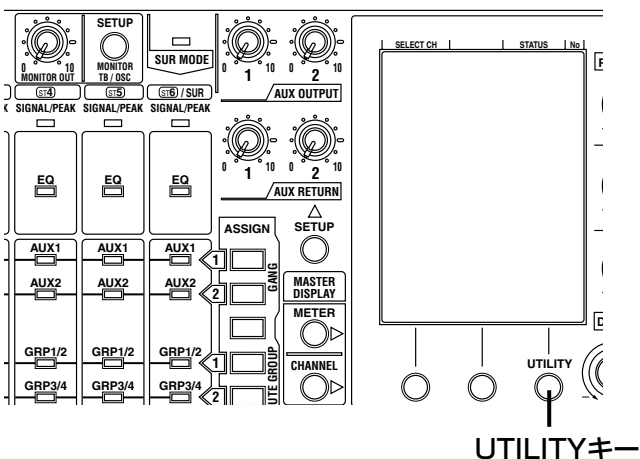 SETUP
MONITOR OUT
0 10
MONITOR
TB / OSC
SUR MODE
0 1 10
0 2 10
AUX OUTPUT
ST4
ST5
ST6 / SUR
SIGNAL/PEAK
SIGNAL/PEAK
SIGNAL/PEAK
EQ
EQ
EQ
0 1 10
0 2 10
AUX RETURN
ASSIGN
SETUP
AUX1
AUX1
AUX1
1
AUX2
AUX2
AUX2
2
GANG
MASTER
DISPLAY
METER
GRP1/2
GRP1/2
GRP1/2
1
CHANNEL
GRP3/4
GRP3/4
GRP3/4
2
UTE GROUP
SELECT CH
STATUS
No
UTILITY
UTILITYキー